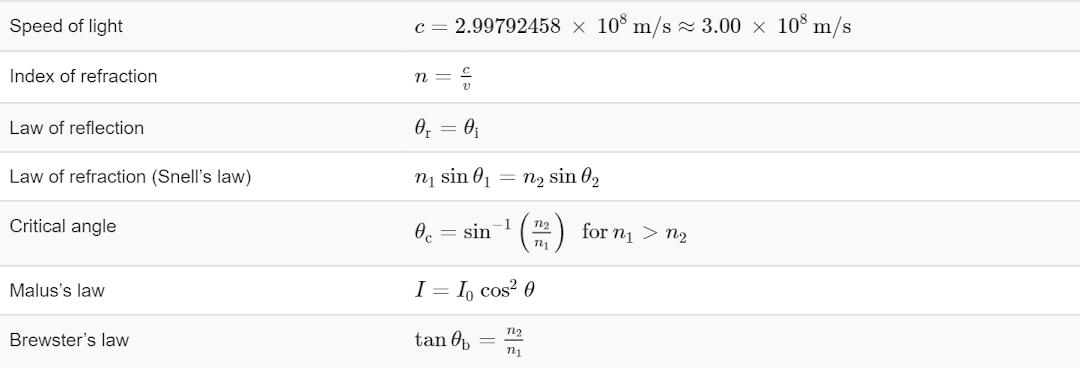 Speed of light c = 2.99792458 × 10⁸ m/s ≈ 3.00 × 10⁸ m/s
Index of refraction n = c/v
Law of reflection θᵣ = θᵢ
Law of refraction (Snell's law) n₁ sin θ₁ = n₂ sin θ₂
Critical angle θ_c = sin⁻¹ (n₂/n₁) for n₁ > n₂
Malus's law I = I₀ cos² θ
Brewster's law tan θ_b = n₂/n₁